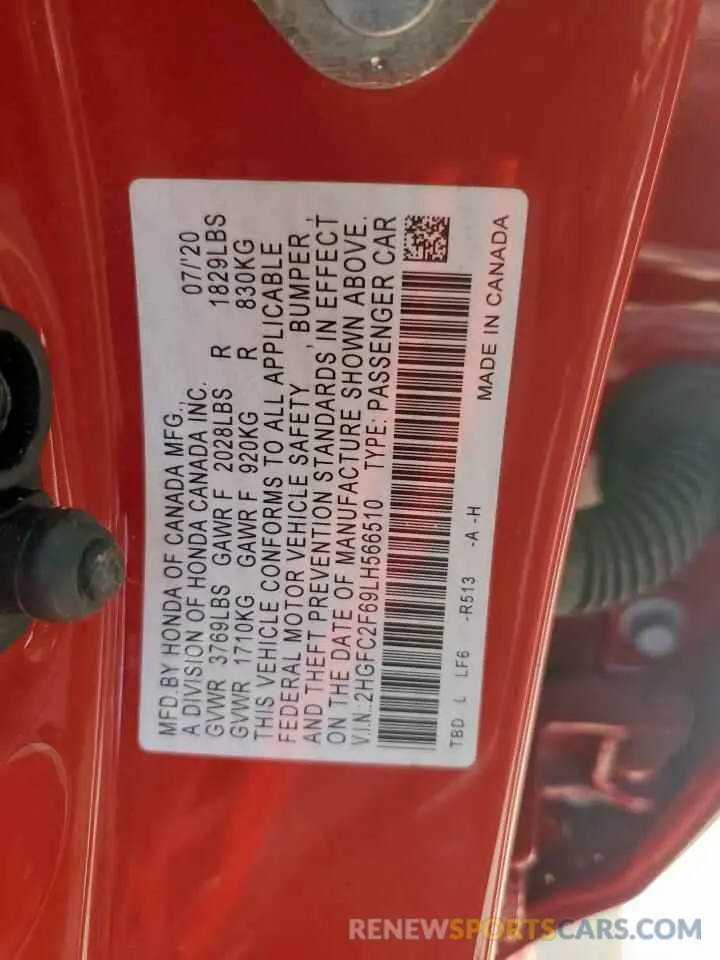 MFD. BY HONDA OF CANADA MFG., 07/'20
A DIVISION OF HONDA CANADA INC.
GVWR 3769LBS GAWR F 2028LBS R 1829LBS
GVWR 1710KG GAWR F 920KG R 830KG
THIS VEHICLE CONFORMS TO ALL APPLICABLE
FEDERAL MOTOR VEHICLE SAFETY , BUMPER ,
AND THEFT PREVENTION STANDARDS IN EFFECT
ON THE DATE OF MANUFACTURE SHOWN ABOVE.
V.I.N.:2HGFC2F69LH566510 TYPE: PASSENGER CAR
TBD L LF6 -R513 -A -H
MADE IN CANADA
RENEWSPORTSCARS.COM